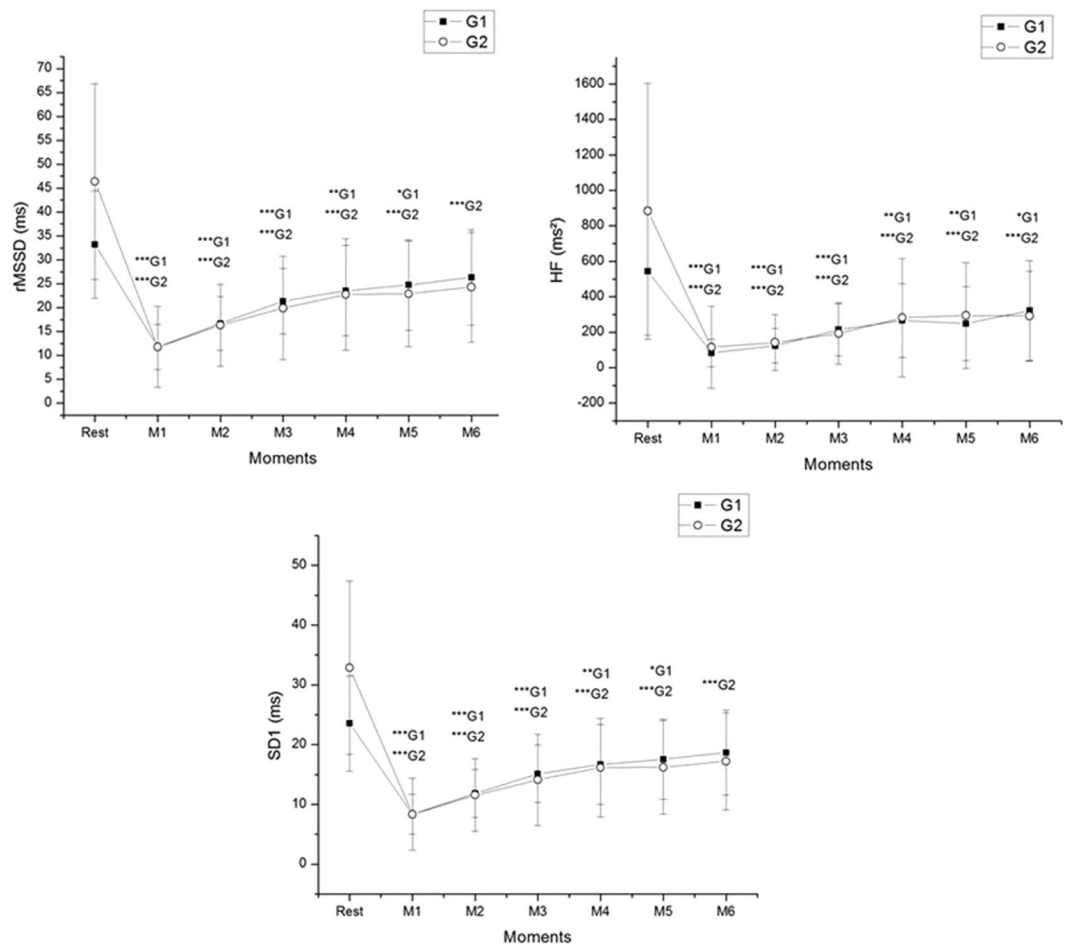 G1
G2
70
65
60
55
50
45
40
35
30
25
20
15
10
5
0
rMSSD (ms)
***G1
***G2
***G1
***G2
***G1
***G2
**G1
***G2
*G1
***G2
***G2
Rest M1 M2 M3 M4 M5 M6
Moments
G1
G2
1600
1400
1200
1000
800
600
400
200
0
-200
HF (ms²)
***G1
***G2
***G1
***G2
***G1
***G2
**G1
***G2
**G1
***G2
*G1
***G2
Rest M1 M2 M3 M4 M5 M6
Moments
G1
G2
50
40
30
20
10
0
SD1 (ms)
***G1
***G2
***G1
***G2
***G1
***G2
**G1
***G2
*G1
***G2
***G2
Rest M1 M2 M3 M4 M5 M6
Moments